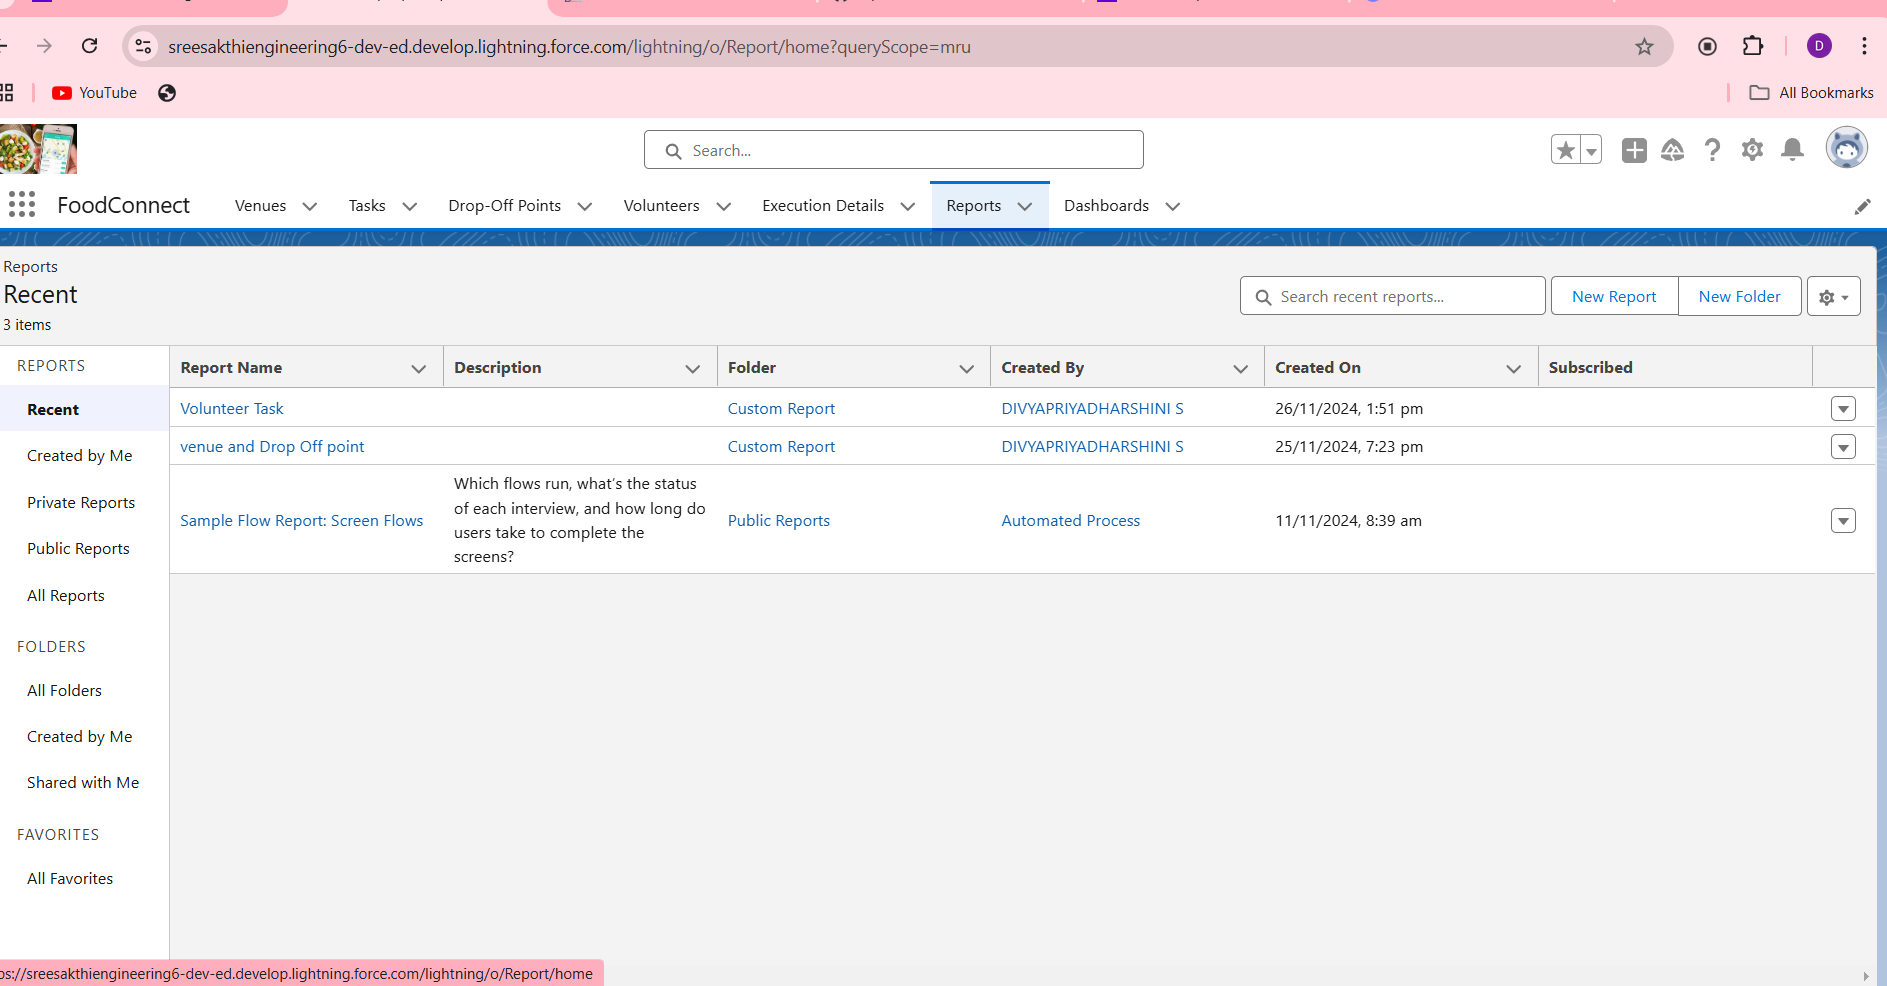 sreesakthiengineering6-dev-ed.develop.lightning.force.com/lightning/o/Report/home?queryScope=mru
D
YouTube
All Bookmarks
Search...
FoodConnect
Venues
Tasks
Drop-Off Points
Volunteers
Execution Details
Reports
Dashboards
Reports
Recent
3 items
Search recent reports...
New Report
New Folder
REPORTS
Recent
Created by Me
Private Reports
Public Reports
All Reports
FOLDERS
All Folders
Created by Me
Shared with Me
FAVORITES
All Favorites
Report Name Description Folder Created By Created On Subscribed
Volunteer Task Custom Report DIVYAPRIYADHARSHINI S 26/11/2024, 1:51 pm
venue and Drop Off point Custom Report DIVYAPRIYADHARSHINI S 25/11/2024, 7:23 pm
Which flows run, what's the status
of each interview, and how long do
Sample Flow Report: Screen Flows Public Reports Automated Process 11/11/2024, 8:39 am
users take to complete the
screens?
ps://sreesakthiengineering6-dev-ed.develop.lightning.force.com/lightning/o/Report/home